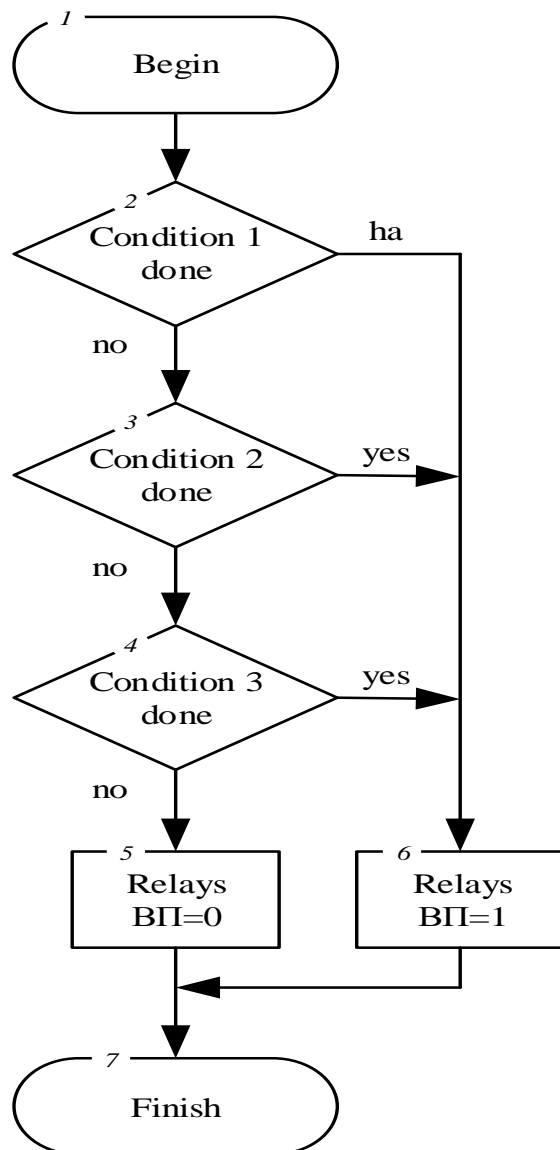 1
Begin
2
Condition 1
done
ha
no
3
Condition 2
done
yes
no
4
Condition 3
done
yes
no
5
Relays
ВП=0
6
Relays
ВП=1
7
Finish